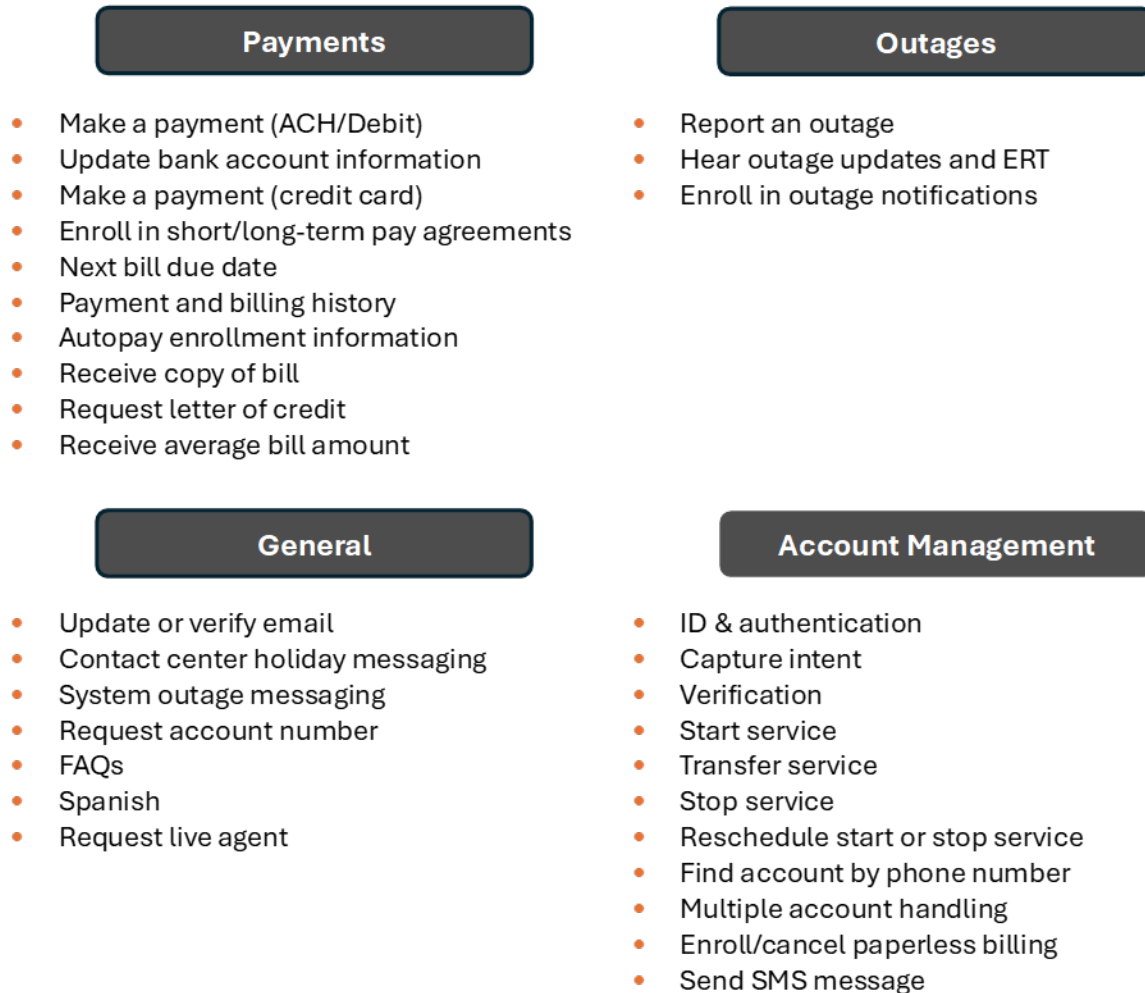 Payments
• Make a payment (ACH/Debit)
• Update bank account information
• Make a payment (credit card)
• Enroll in short/long-term pay agreements
• Next bill due date
• Payment and billing history
• Autopay enrollment information
• Receive copy of bill
• Request letter of credit
• Receive average bill amount
Outages
• Report an outage
• Hear outage updates and ERT
• Enroll in outage notifications
General
• Update or verify email
• Contact center holiday messaging
• System outage messaging
• Request account number
• FAQs
• Spanish
• Request live agent
Account Management
• ID & authentication
• Capture intent
• Verification
• Start service
• Transfer service
• Stop service
• Reschedule start or stop service
• Find account by phone number
• Multiple account handling
• Enroll/cancel paperless billing
• Send SMS message